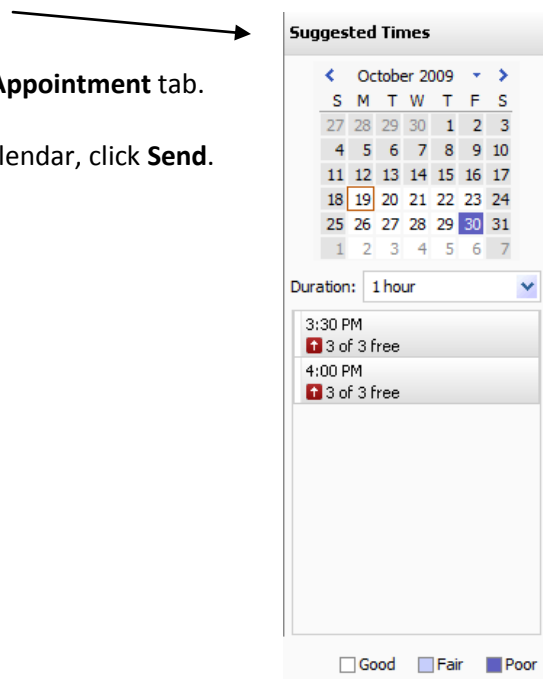 Suggested Times
October 2009
S M T W T F S
27 28 29 30 1 2 3
4 5 6 7 8 9 10
11 12 13 14 15 16 17
18 19 20 21 22 23 24
25 26 27 28 29 30 31
1 2 3 4 5 6 7
Duration: 1 hour
3:30 PM
3 of 3 free
4:00 PM
3 of 3 free
Good Fair Poor
Appointment tab.
lendar, click Send.